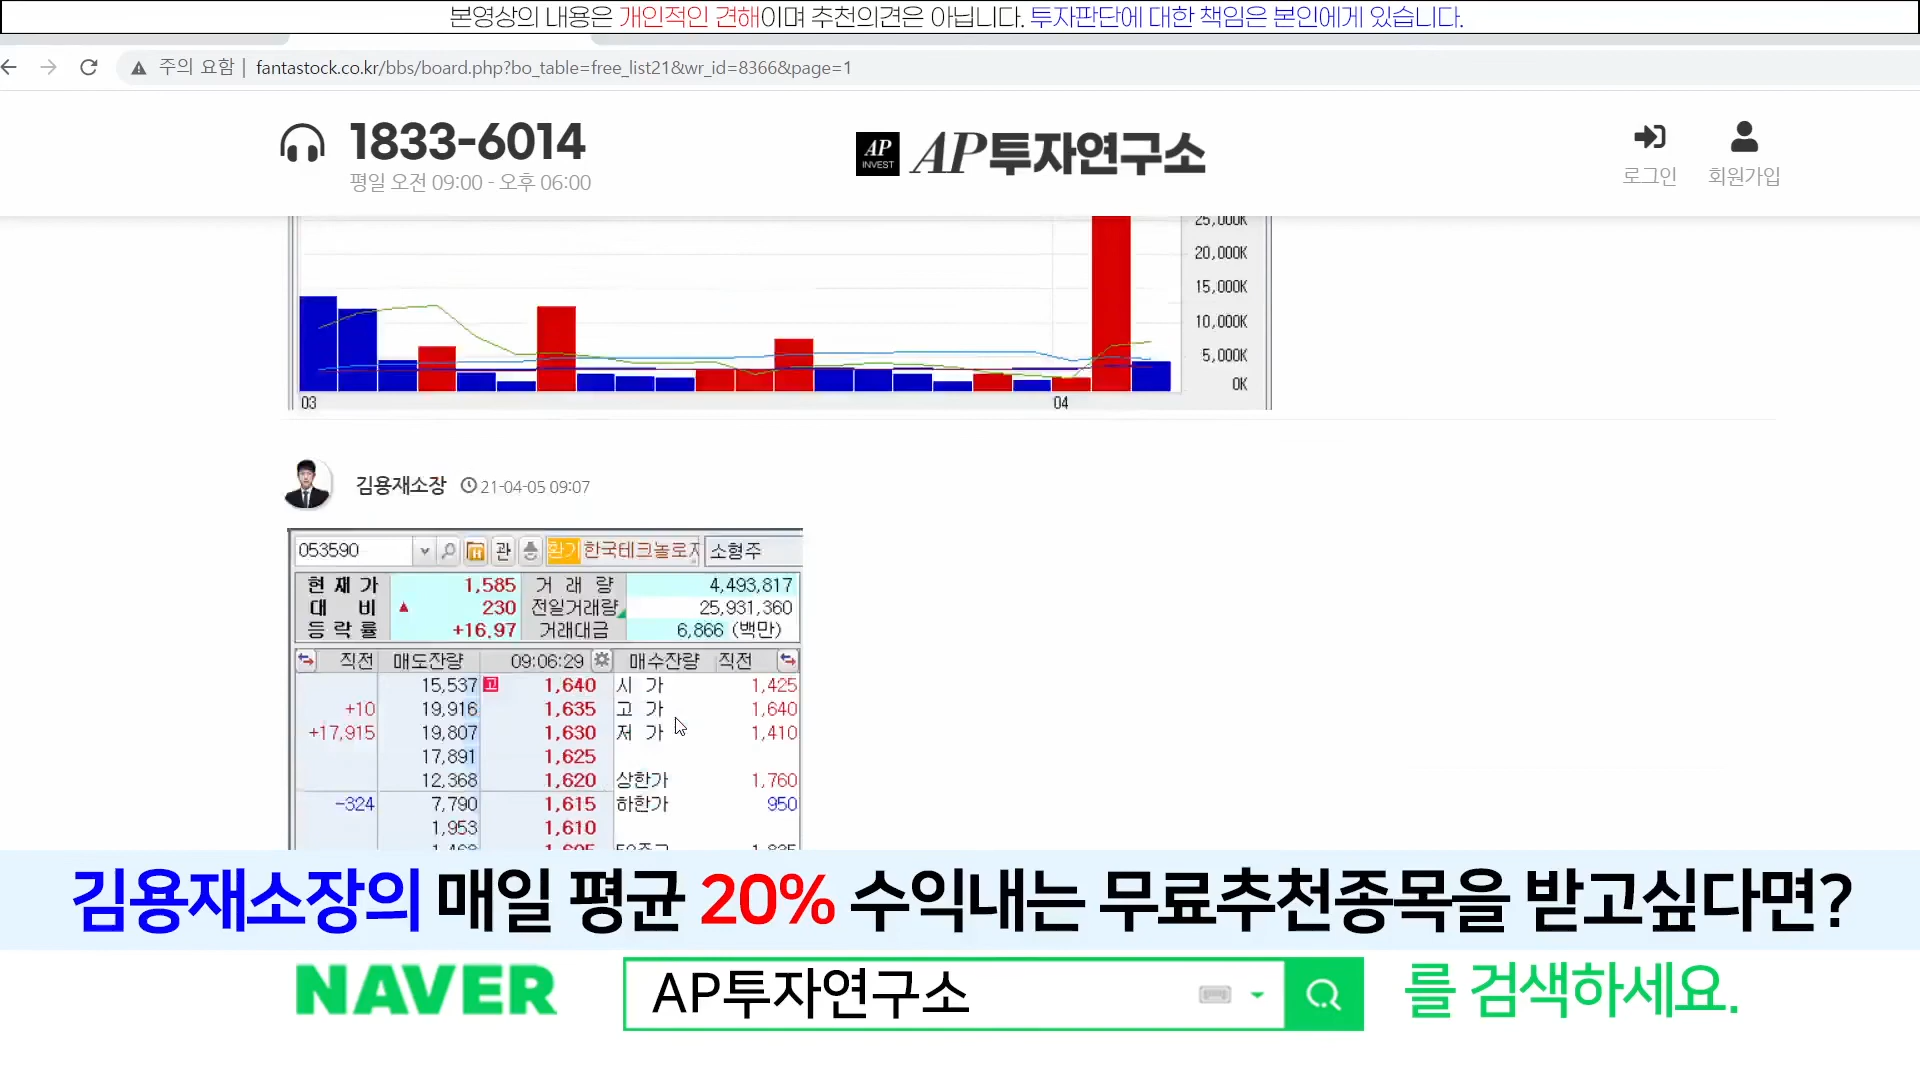 본영상의 내용은 개인적인 견해이며 추천의견은 아닙니다. 투자판단에 대한 책임은 본인에게 있습니다.
주의 요함 | fantastock.co.kr/bbs/board.php?bo_table=free_list21&wr_id=8366&page=1
1833-6014
평일 오전 09:00 - 오후 06:00
AP INVEST
AP투자연구소
로그인
회원가입
25,000K
20,000K
15,000K
10,000K
5,000K
0K
03 04
김용재소장 21-04-05 09:07
053590 관 환기 한국테크놀로지 소형주
현재가 1,585 거래량 4,493,817
대비 ▲ 230 전일거래량 25,931,360
등락률 +16.97 거래대금 6,866 (백만)
직전 매도잔량 09:06:29 매수잔량 직전
15,537 고 1,640 시가 1,425
+10 19,916 1,635 고가 1,640
+17,915 19,807 1,630 저가 1,410
17,891 1,625
12,368 1,620 상한가 1,760
-324 7,790 1,615 하한가 950
1,953 1,610
김용재소장의 매일 평균 20% 수익내는 무료추천종목을 받고싶다면?
NAVER AP투자연구소 를 검색하세요.